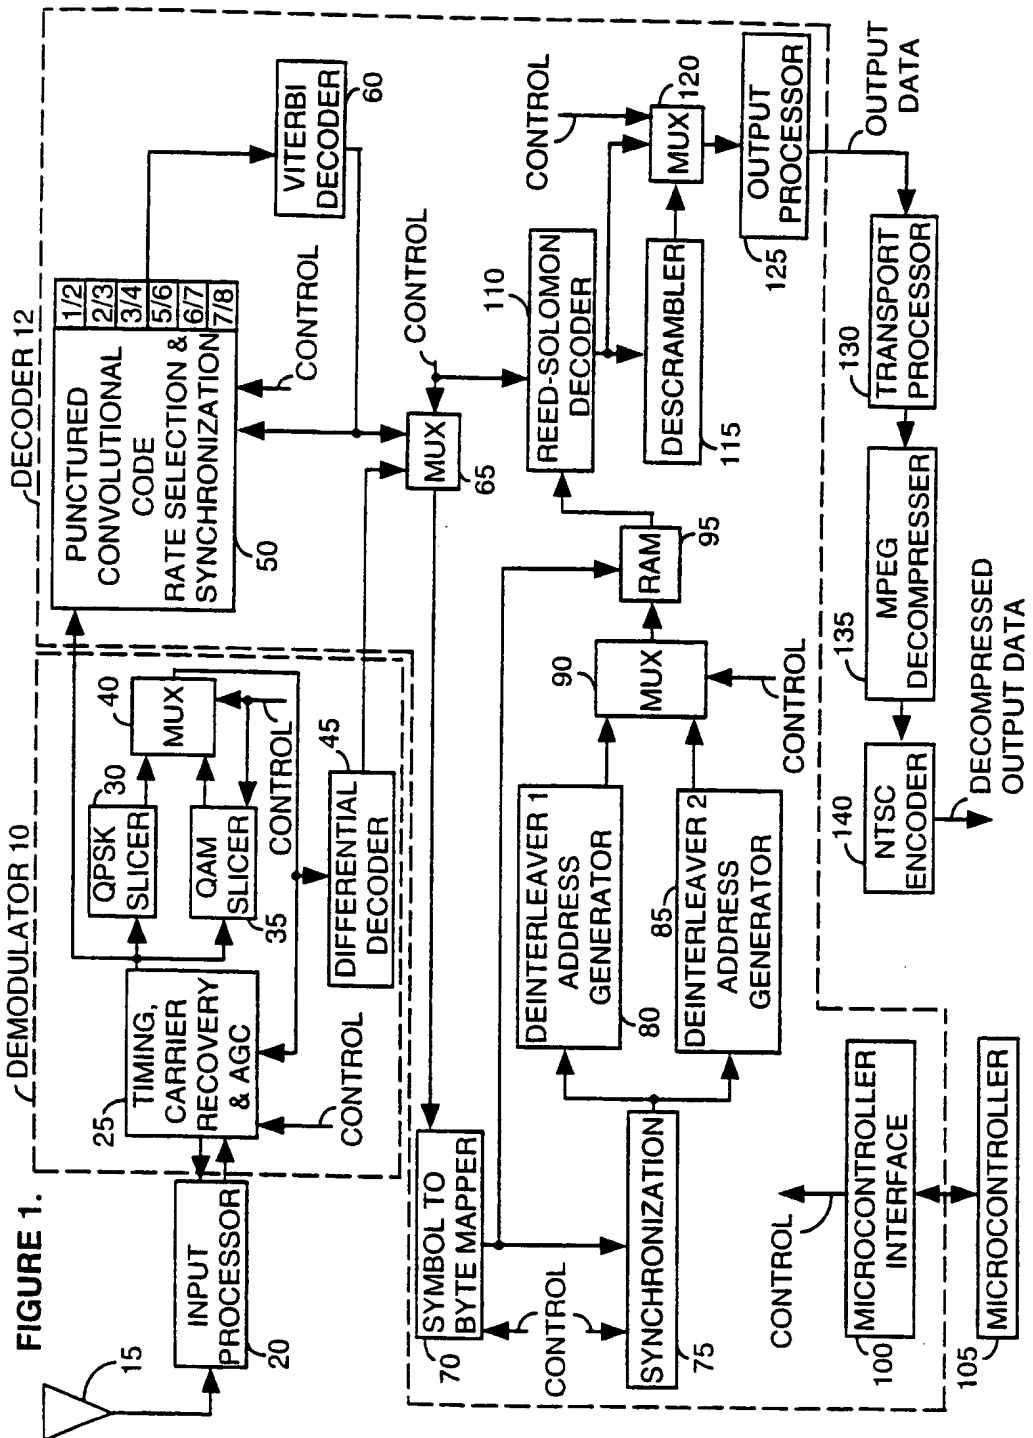 FIGURE 1.
DEMODULATOR 10
DECODER 12
15
INPUT
PROCESSOR
20
25
TIMING,
CARRIER
RECOVERY
& AGC
CONTROL
QPSK
SLICER
30
QAM
SLICER
35
40
MUX
CONTROL
DIFFERENTIAL
DECODER
45
PUNCTURED
CONVOLUTIONAL
CODE
RATE SELECTION &
SYNCHRONIZATION
1/2
2/3
3/4
5/6
6/7
7/8
50
CONTROL
VITERBI
DECODER
60
MUX
65
CONTROL
SYMBOL TO
BYTE MAPPER
70
CONTROL
SYNCHRONIZATION
75
DEINTERLEAVER 1
ADDRESS
GENERATOR
80
DEINTERLEAVER 2
ADDRESS
GENERATOR
85
90
MUX
CONTROL
RAM
95
110
REED-SOLOMON
DECODER
DESCRAMBLER
115
CONTROL
MUX
120
OUTPUT
PROCESSOR
125
OUTPUT
DATA
CONTROL
MICROCONTROLLER
INTERFACE
100
MICROCONTROLLER
105
130
TRANSPORT
PROCESSOR
135
MPEG
DECOMPRESSER
140
NTSC
ENCODER
DECOMPRESSED
OUTPUT DATA